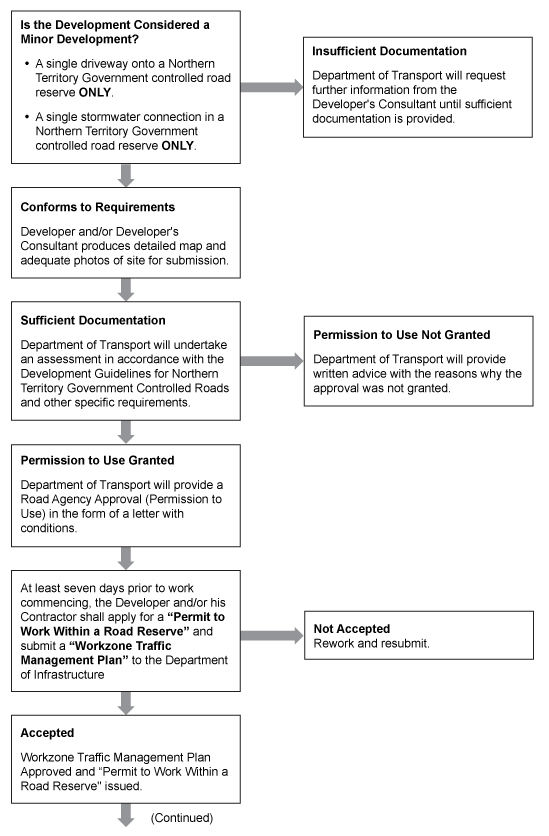 Is the Development Considered a
Minor Development?
• A single driveway onto a Northern
Territory Government controlled road
reserve ONLY.
• A single stormwater connection in a
Northern Territory Government
controlled road reserve ONLY.
Insufficient Documentation
Department of Transport will request
further information from the
Developer's Consultant until sufficient
documentation is provided.
Conforms to Requirements
Developer and/or Developer's
Consultant produces detailed map and
adequate photos of site for submission.
Sufficient Documentation
Department of Transport will undertake
an assessment in accordance with the
Development Guidelines for Northern
Territory Government Controlled Roads
and other specific requirements.
Permission to Use Not Granted
Department of Transport will provide
written advice with the reasons why the
approval was not granted.
Permission to Use Granted
Department of Transport will provide a
Road Agency Approval (Permission to
Use) in the form of a letter with
conditions.
At least seven days prior to work
commencing, the Developer and/or his
Contractor shall apply for a “Permit to
Work Within a Road Reserve” and
submit a “Workzone Traffic
Management Plan” to the Department
of Infrastructure
Not Accepted
Rework and resubmit.
Accepted
Workzone Traffic Management Plan
Approved and “Permit to Work Within a
Road Reserve” issued.
(Continued)